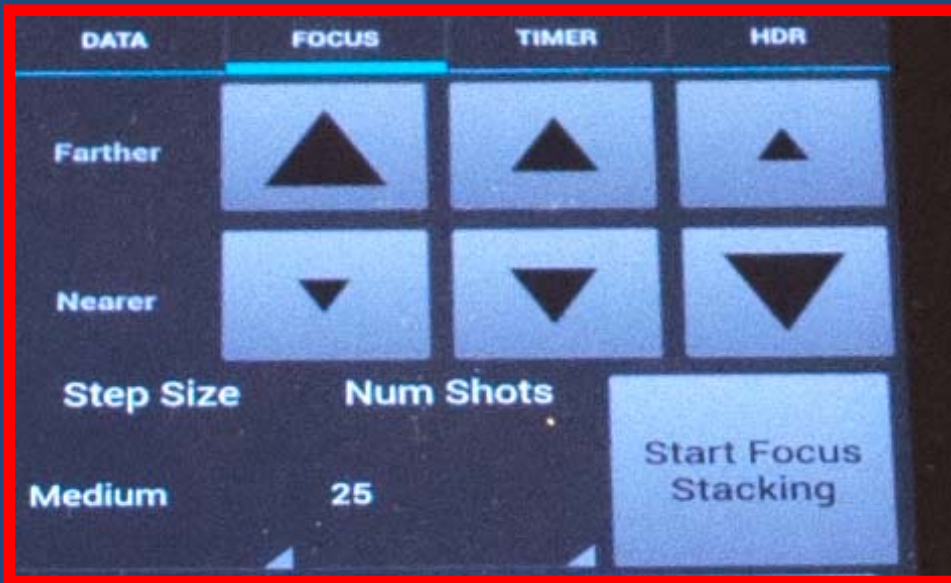 DATA FOCUS TIMER HDR
Farther
Nearer
Step Size Num Shots
Medium 25
Start Focus
Stacking